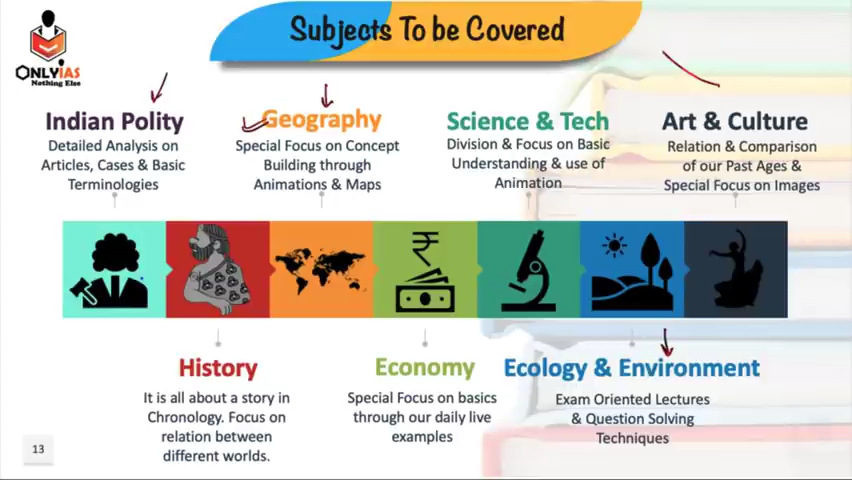 Subjects To be Covered
ONLYIAS
Nothing Else
Indian Polity
Detailed Analysis on
Articles, Cases & Basic
Terminologies
Geography
Special Focus on Concept
Building through
Animations & Maps
Science & Tech
Division & Focus on Basic
Understanding & use of
Animation
Art & Culture
Relation & Comparison
of our Past Ages &
Special Focus on Images
₹
History
It is all about a story in
Chronology. Focus on
relation between
different worlds.
Economy
Special Focus on basics
through our daily live
examples
Ecology & Environment
Exam Oriented Lectures
& Question Solving
Techniques
13